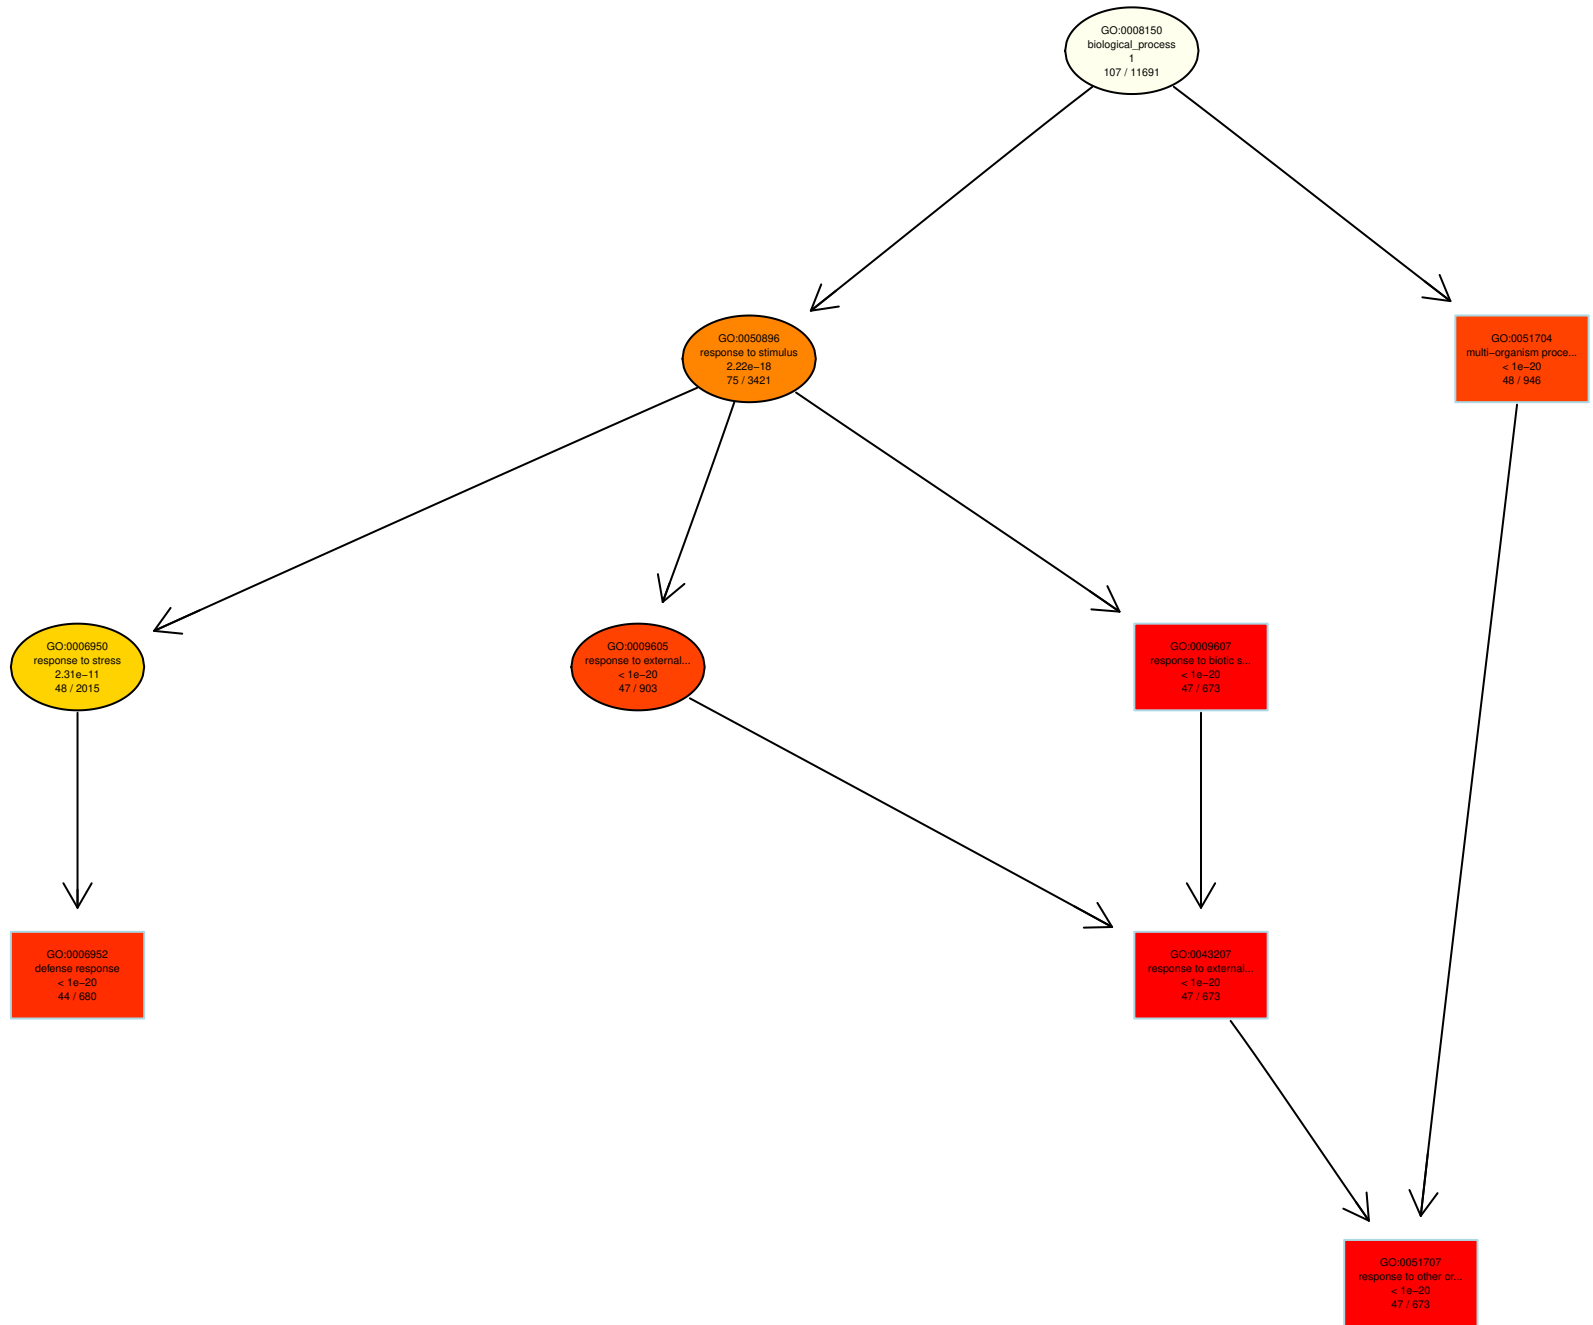 GO:0008150
biological_process
1
107 / 11691
GO:0050896
response to stimulus
2.22e−18
75 / 3421
GO:0051704
multi−organism proce...
< 1e−20
48 / 946
GO:0006950
response to stress
2.31e−11
48 / 2015
GO:0009605
response to external...
< 1e−20
47 / 903
GO:0009607
response to biotic s...
< 1e−20
47 / 673
GO:0006952
defense response
< 1e−20
44 / 680
GO:0043207
response to external...
< 1e−20
47 / 673
GO:0051707
response to other or...
< 1e−20
47 / 673